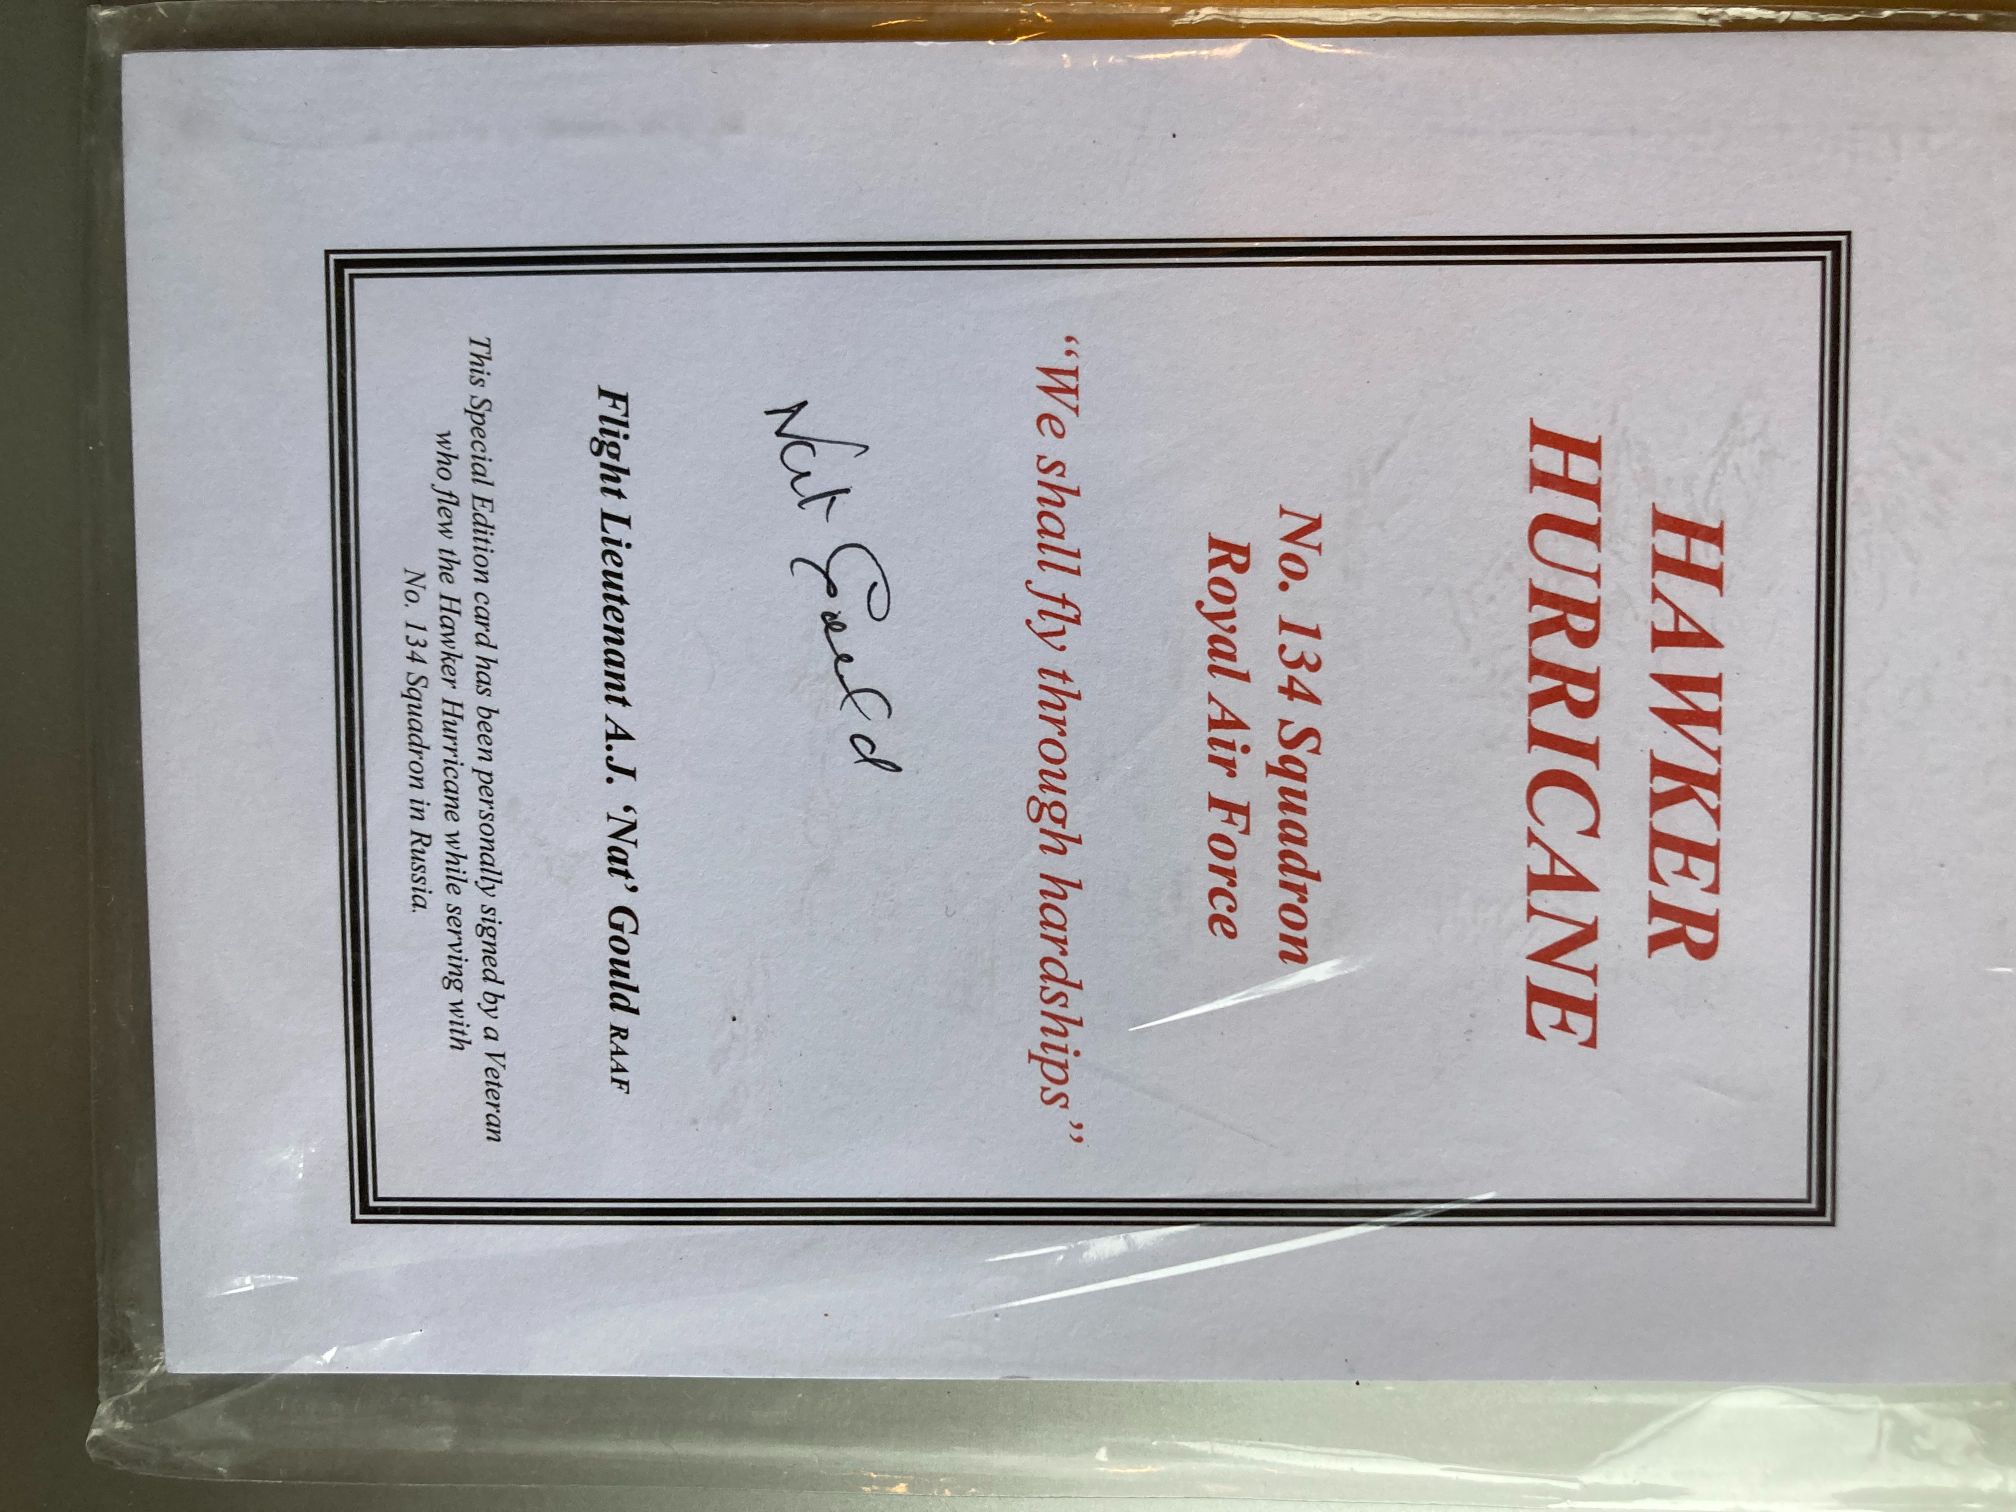 HAWKER
HURRICANE
No. 134 Squadron
Royal Air Force
“We shall fly through hardships”
Nat Gould
Flight Lieutenant A.J. ‘Nat’ Gould RAAF
This Special Edition card has been personally signed by a Veteran
who flew the Hawker Hurricane while serving with
No. 134 Squadron in Russia.